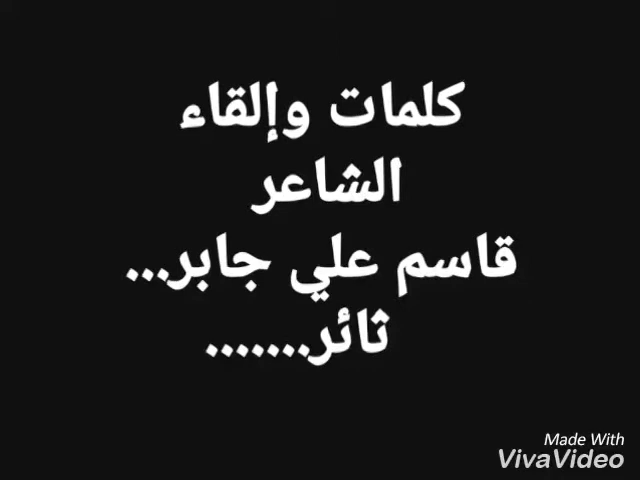 كلمات وإلقاء
الشاعر
قاسم علي جابر...
ثائر.......
Made With
VivaVideo